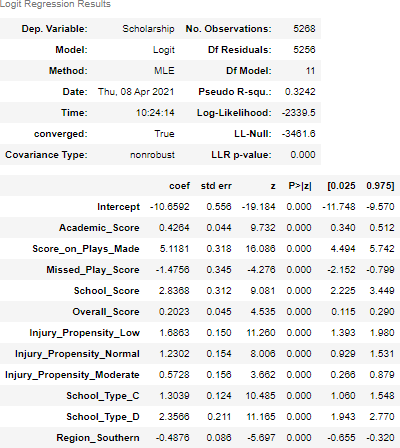 Logit Regression Results
Dep. Variable: Scholarship No. Observations: 5268
Model: Logit Df Residuals: 5256
Method: MLE Df Model: 11
Date: Thu, 08 Apr 2021 Pseudo R-squ.: 0.3242
Time: 10:24:14 Log-Likelihood: -2339.5
converged: True LL-Null: -3461.6
Covariance Type: nonrobust LLR p-value: 0.000
coef std err z P>|z| [0.025 0.975]
Intercept -10.6592 0.556 -19.184 0.000 -11.748 -9.570
Academic_Score 0.4264 0.044 9.732 0.000 0.340 0.512
Score_on_Plays_Made 5.1181 0.318 16.086 0.000 4.494 5.742
Missed_Play_Score -1.4756 0.345 -4.276 0.000 -2.152 -0.799
School_Score 2.8368 0.312 9.081 0.000 2.225 3.449
Overall_Score 0.2023 0.045 4.535 0.000 0.115 0.290
Injury_Propensity_Low 1.6863 0.150 11.260 0.000 1.393 1.980
Injury_Propensity_Normal 1.2302 0.154 8.006 0.000 0.929 1.531
Injury_Propensity_Moderate 0.5728 0.156 3.662 0.000 0.266 0.879
School_Type_C 1.3039 0.124 10.485 0.000 1.060 1.548
School_Type_D 2.3566 0.211 11.165 0.000 1.943 2.770
Region_Southern -0.4876 0.086 -5.697 0.000 -0.655 -0.320